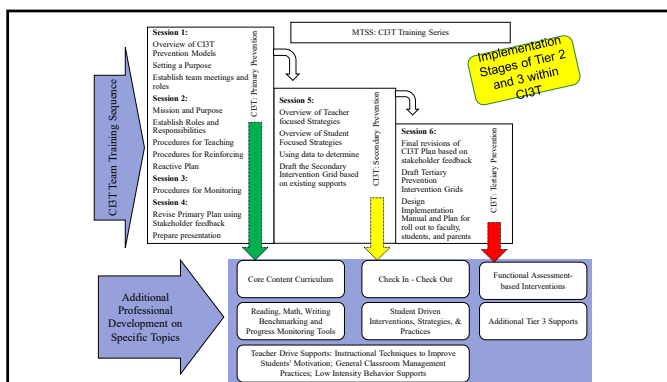 MTSS: CI3T Training Series
Implementation
Stages of Tier 2
and 3 within
CI3T
CI3T Team Training Sequence
Session 1:
Overview of CI3T
Prevention Models
Setting a Purpose
Establish team meetings and
roles
Session 2:
Mission and Purpose
Establish Roles and
Responsibilities
Procedures for Teaching
Procedures for Reinforcing
Reactive Plan
Session 3:
Procedures for Monitoring
Session 4:
Revise Primary Plan using
Stakeholder feedback
Prepare presentation
CI3T: Primary Prevention
Session 5:
Overview of Teacher
focused Strategies
Overview of Student
Focused Strategies
Using data to determine
Draft the Secondary
Intervention Grid based on
existing supports
CI3T: Secondary Prevention
Session 6:
Final revisions of
CI3T Plan based on
stakeholder feedback
Draft Tertiary
Prevention
Intervention Grids
Design
Implementation
Manual and Plan for
roll out to faculty,
students, and parents
CI3T: Tertiary Prevention
Additional
Professional
Development on
Specific Topics
Core Content Curriculum
Check In - Check Out
Functional Assessment-
based Interventions
Reading, Math, Writing
Benchmarking and
Progress Monitoring Tools
Student Driven
Interventions, Strategies, &
Practices
Additional Tier 3 Supports
Teacher Drive Supports: Instructional Techniques to Improve
Students' Motivation; General Classroom Management
Practices; Low Intensity Behavior Supports